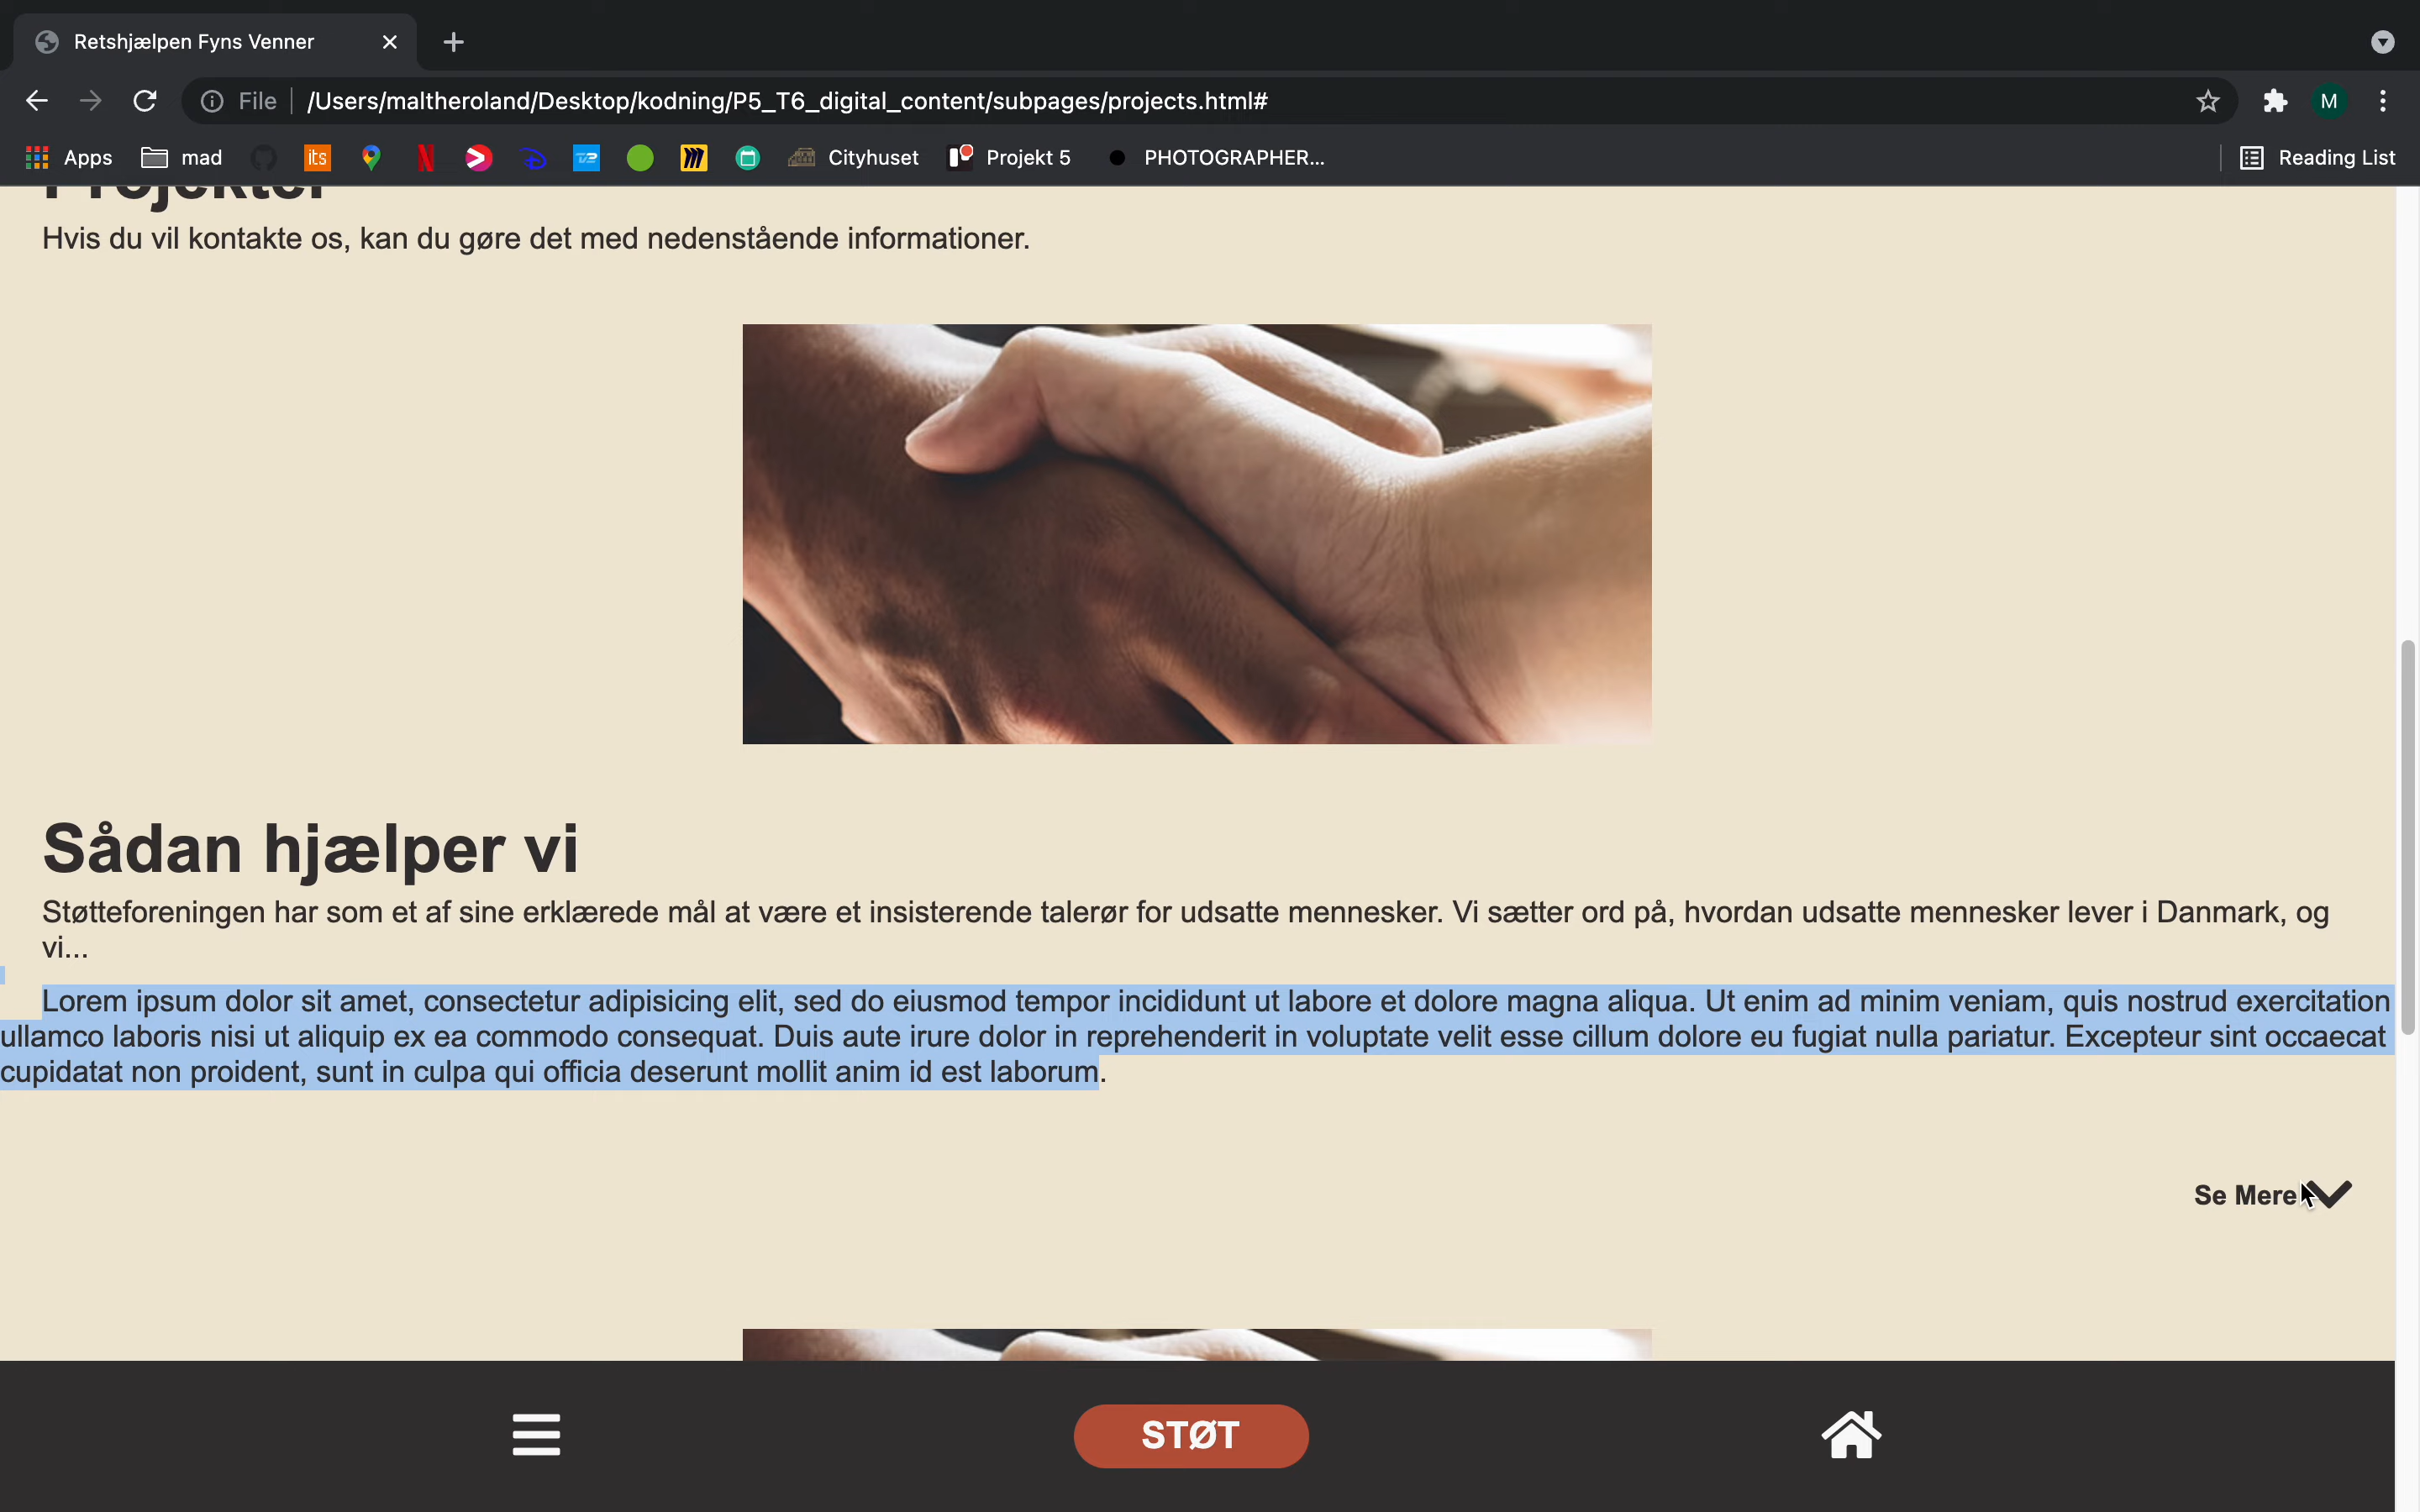 Retshjælpen Fyns Venner
File /Users/maltheroland/Desktop/kodning/P5_T6_digital_content/subpages/projects.html# M
Apps mad its N TV2 Cityhuset Projekt 5 PHOTOGRAPHER... Reading List
Projekter
Hvis du vil kontakte os, kan du gøre det med nedenstående informationer.
Sådan hjælper vi
Støtteforeningen har som et af sine erklærede mål at være et insisterende talerør for udsatte mennesker. Vi sætter ord på, hvordan udsatte mennesker lever i Danmark, og
vi...
Lorem ipsum dolor sit amet, consectetur adipisicing elit, sed do eiusmod tempor incididunt ut labore et dolore magna aliqua. Ut enim ad minim veniam, quis nostrud exercitation
ullamco laboris nisi ut aliquip ex ea commodo consequat. Duis aute irure dolor in reprehenderit in voluptate velit esse cillum dolore eu fugiat nulla pariatur. Excepteur sint occaecat
cupidatat non proident, sunt in culpa qui officia deserunt mollit anim id est laborum.
Se Mere
STØT